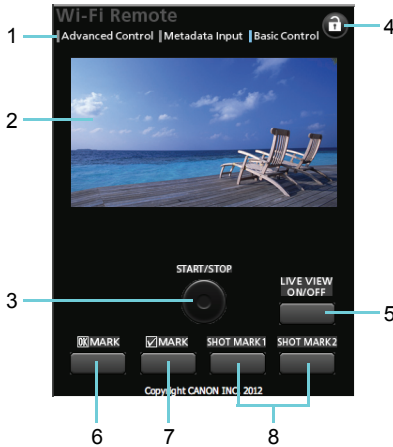 Wi-Fi Remote
1 Advanced Control Metadata Input Basic Control 4
2
START/STOP
3
LIVE VIEW
ON/OFF
5
OK MARK MARK SHOT MARK1 SHOT MARK2
Copyright CANON INC. 2012
6 7 8